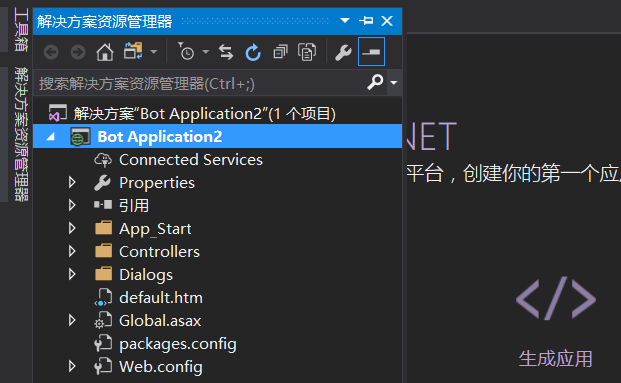 工具箱
解决方案资源管理器
解决方案资源管理器
搜索解决方案资源管理器(Ctrl+;)
解决方案"Bot Application2"(1 个项目)
Bot Application2
Connected Services
Properties
引用
App_Start
Controllers
Dialogs
default.htm
Global.asax
packages.config
Web.config
NET
平台，创建你的第一个应
生成应用